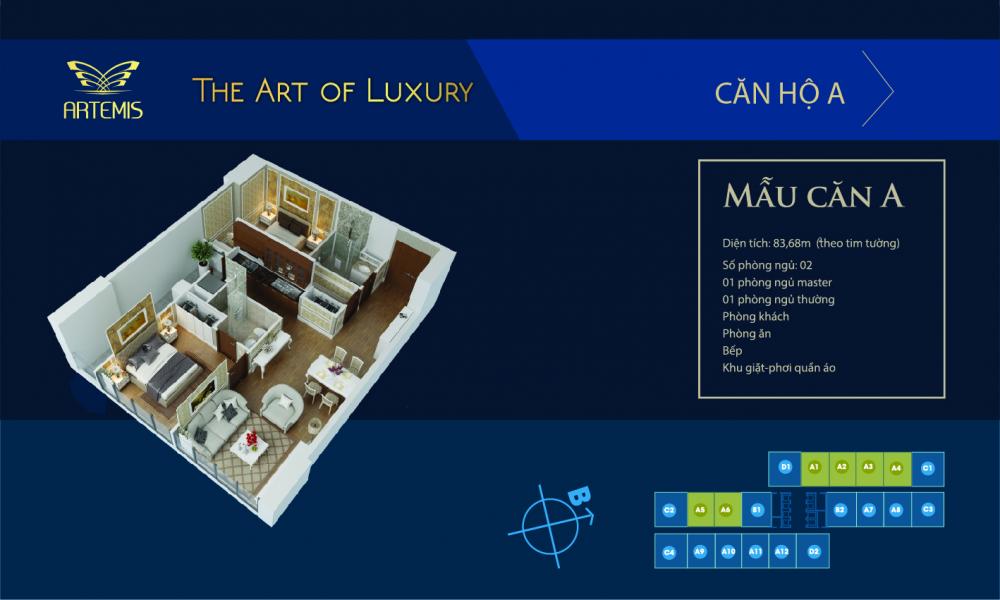 ARTEMIS
THE ART OF LUXURY
CĂN HỘ A
MẪU CĂN A
Diện tích: 83,68m (theo tim tường)
Số phòng ngủ: 02
01 phòng ngủ master
01 phòng ngủ thường
Phòng khách
Phòng ăn
Bếp
Khu giặt-phơi quần áo
B
D1 A1 A2 A3 A4 C1
C2 A5 A6 B1 B2 A7 A8 C3
C4 A9 A10 A11 A12 D2